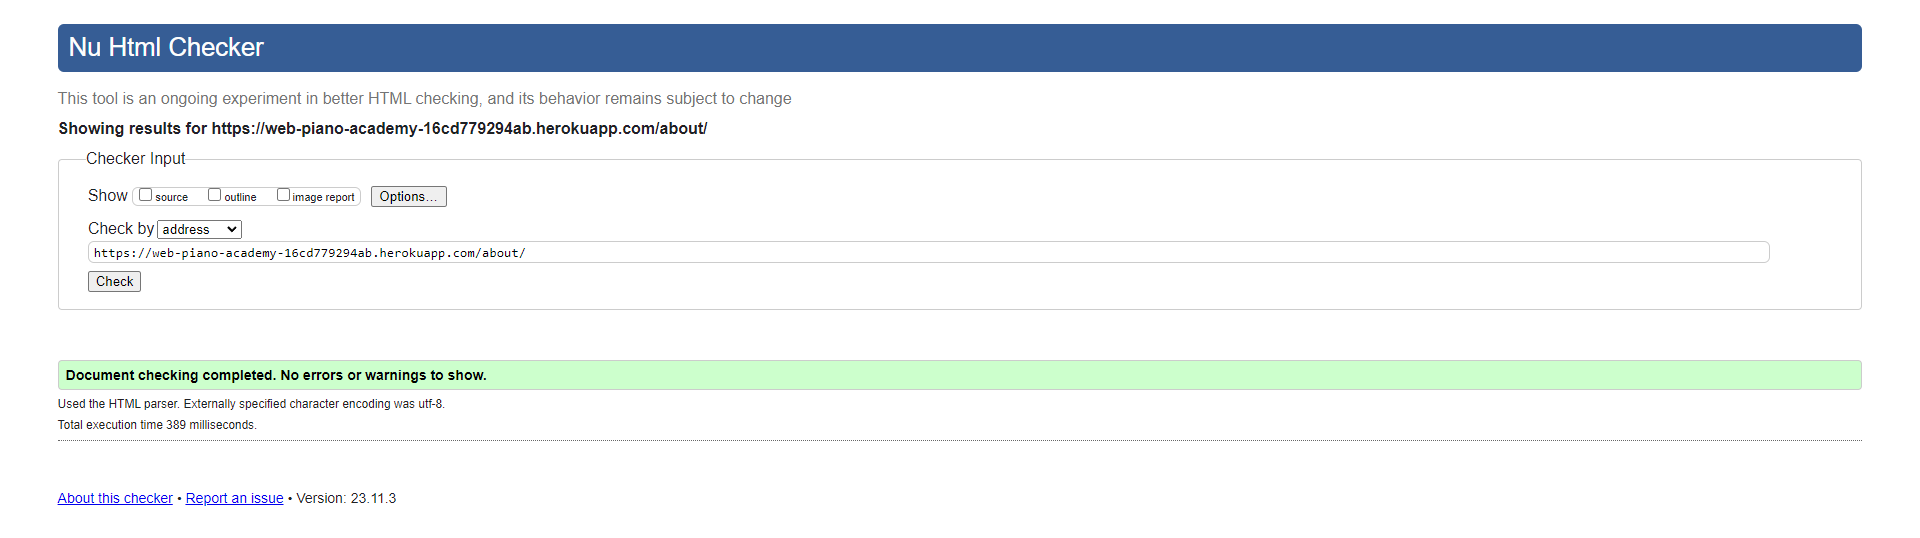 Nu Html Checker
This tool is an ongoing experiment in better HTML checking, and its behavior remains subject to change
Showing results for https://web-piano-academy-16cd779294ab.herokuapp.com/about/
Checker Input
Show source outline image report Options...
Check by address
https://web-piano-academy-16cd779294ab.herokuapp.com/about/
Check
Document checking completed. No errors or warnings to show.
Used the HTML parser. Externally specified character encoding was utf-8.
Total execution time 389 milliseconds.
About this checker • Report an issue • Version: 23.11.3